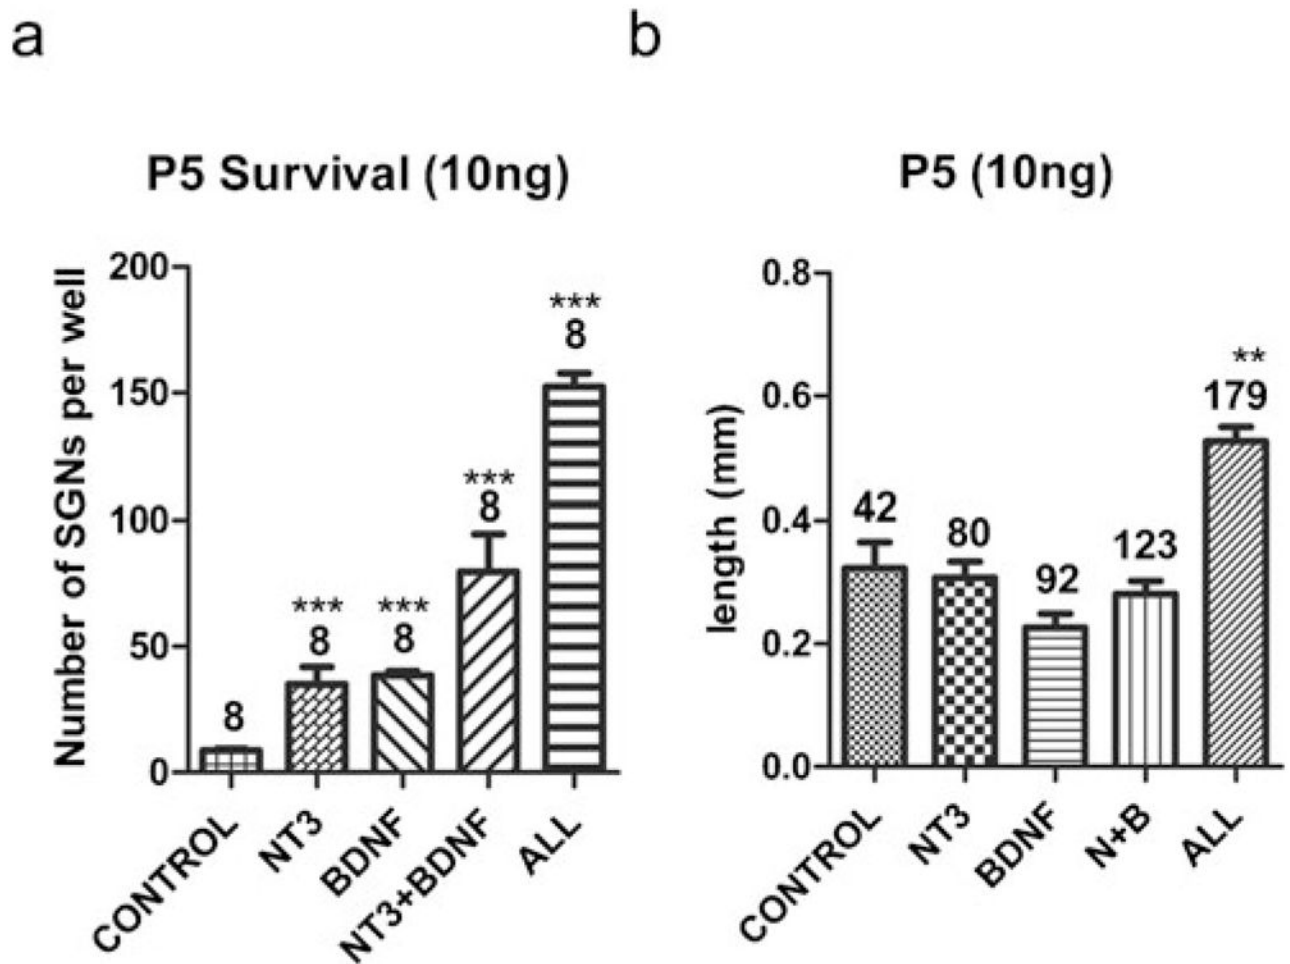 a
P5 Survival (10ng)
Number of SGNs per well
200
150
100
50
0
8
***
8
***
8
***
8
***
8
CONTROL
NT3
BDNF
NT3+BDNF
ALL
b
P5 (10ng)
length (mm)
0.8
0.6
0.4
0.2
0.0
42
80
92
123
**
179
CONTROL
NT3
BDNF
N+B
ALL